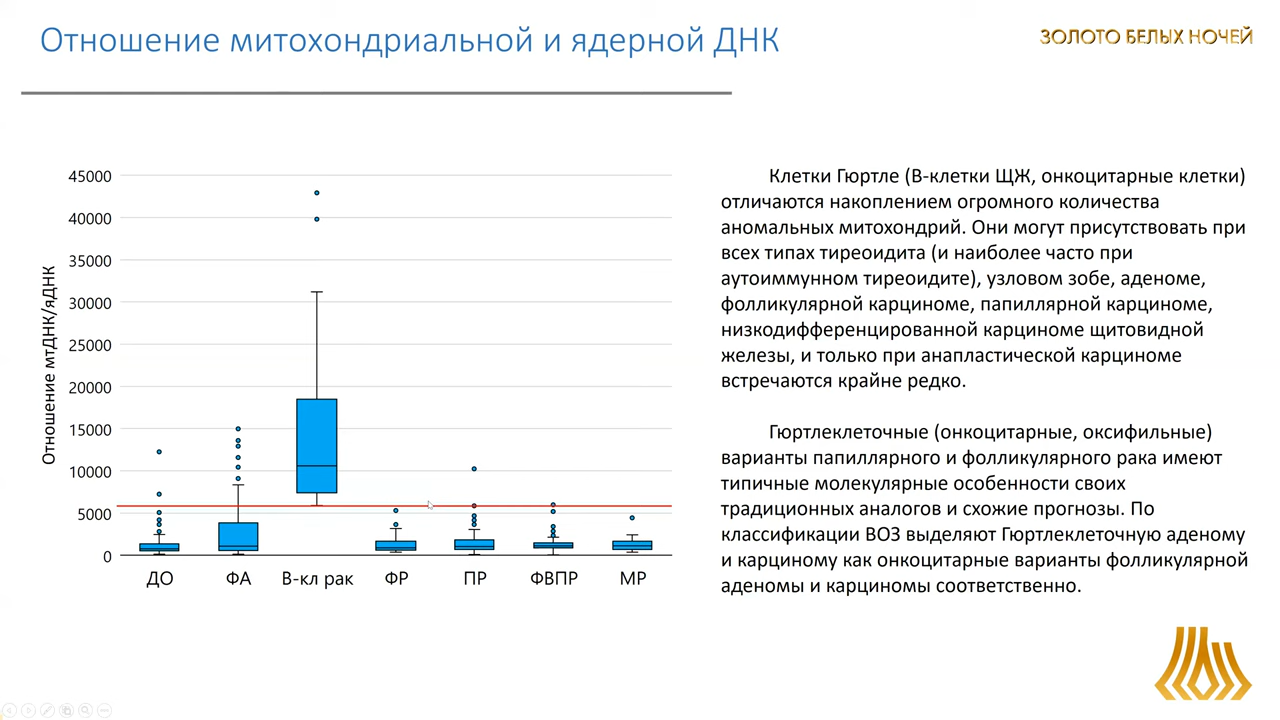 Отношение митохондриальной и ядерной ДНК
ЗОЛОТО БЕЛЫХ НОЧЕЙ
Отношение мтДНК/яДНК
45000
40000
35000
30000
25000
20000
15000
10000
5000
0
ДО
ФА
В-кл рак
ФР
ПР
ФВПР
МР
Клетки Гюртле (В-клетки ЩЖ, онкоцитарные клетки)
отличаются накоплением огромного количества
аномальных митохондрий. Они могут присутствовать при
всех типах тиреоидита (и наиболее часто при
аутоиммунном тиреоидите), узловом зобе, аденоме,
фолликулярной карциноме, папиллярной карциноме,
низкодифференцированной карциноме щитовидной
железы, и только при анапластической карциноме
встречаются крайне редко.
Гюртлеклеточные (онкоцитарные, оксифильные)
варианты папиллярного и фолликулярного рака имеют
типичные молекулярные особенности своих
традиционных аналогов и схожие прогнозы. По
классификации ВОЗ выделяют Гюртлеклеточную аденому
и карциному как онкоцитарные варианты фолликулярной
аденомы и карциномы соответственно.